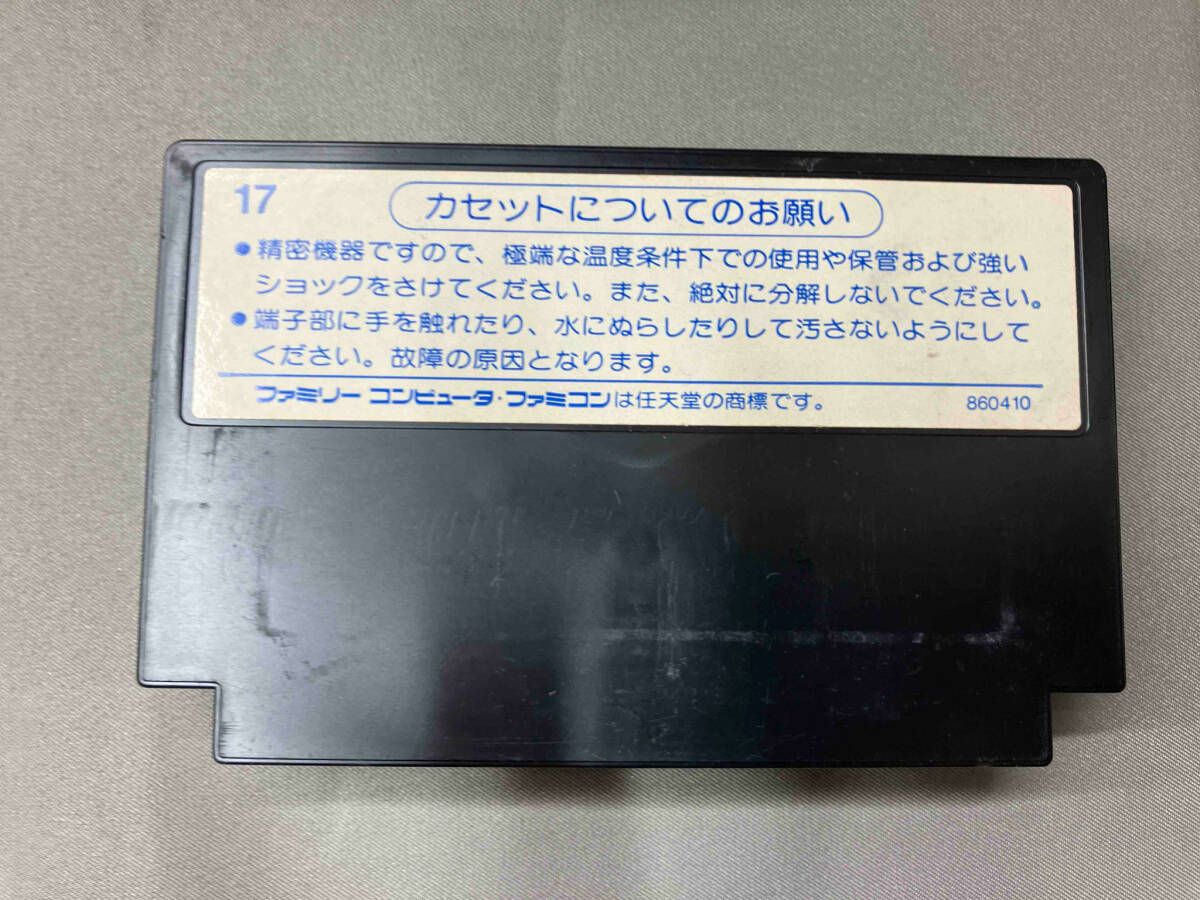 17
カセットについてのお願い
●精密機器ですので、極端な温度条件下での使用や保管および強い
ショックをさけてください。また、絶対に分解しないでください。
●端子部に手を触れたり、水にぬらしたりして汚さないようにして
ください。故障の原因となります。
ファミリー コンピュータ・ファミコンは任天堂の商標です。
860410